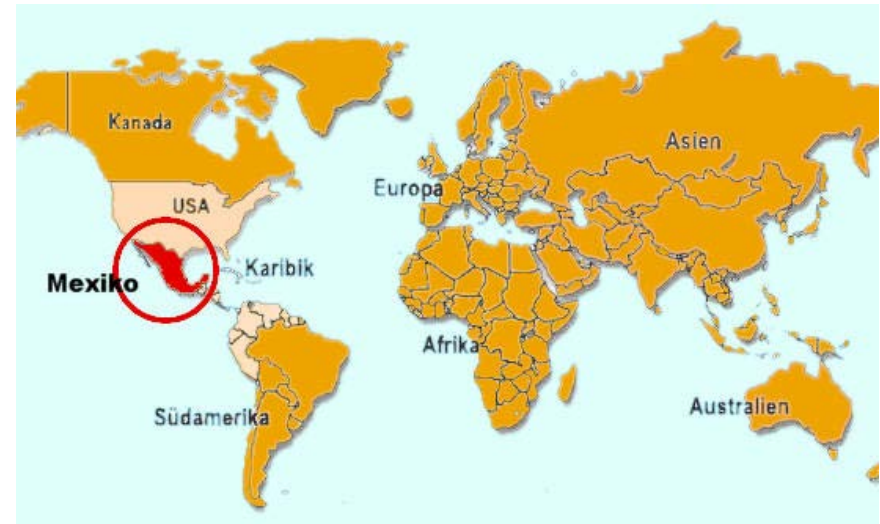 Kanada
Asien
Europa
USA
Karibik
Mexiko
Afrika
Australien
Südamerika